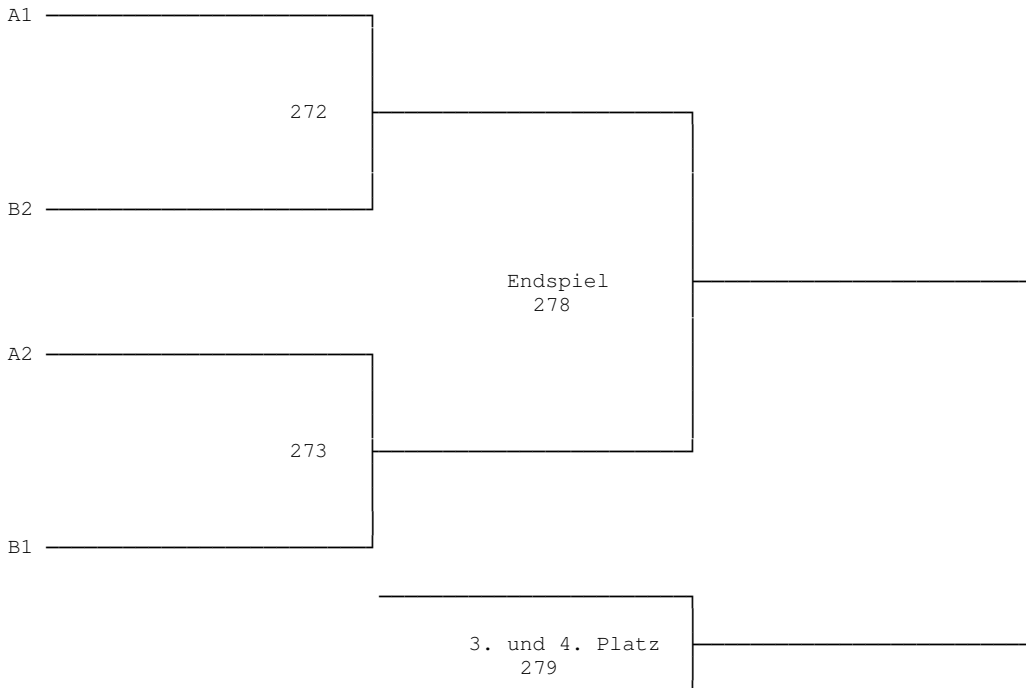 A1
272
B2
Endspiel
278
A2
273
B1
3. und 4. Platz
279